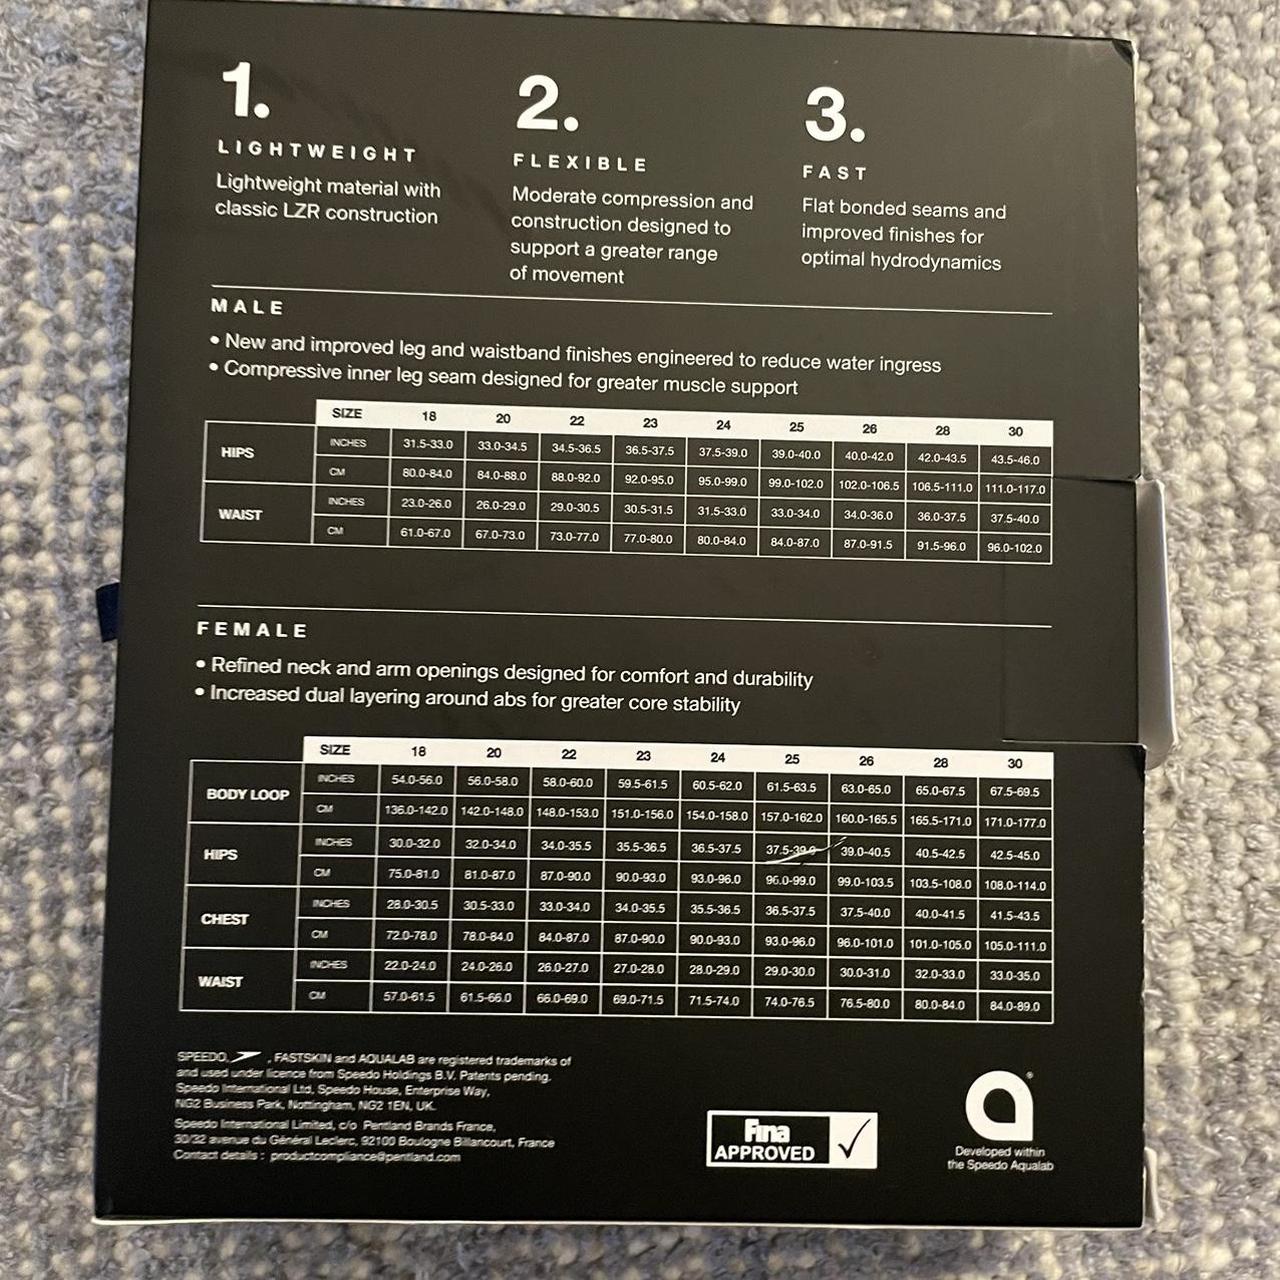 1.
LIGHTWEIGHT
Lightweight material with
classic LZR construction
2.
FLEXIBLE
Moderate compression and
construction designed to
support a greater range
of movement
3.
FAST
Flat bonded seams and
improved finishes for
optimal hydrodynamics
MALE
• New and improved leg and waistband finishes engineered to reduce water ingress
• Compressive inner leg seam designed for greater muscle support
SIZE 18 20 22 23 24 25 26 28 30
HIPS
INCHES 31.5-33.0 33.0-34.5 34.5-36.5 36.5-37.5 37.5-39.0 39.0-40.0 40.0-42.0 42.0-43.5 43.5-46.0
CM 80.0-84.0 84.0-88.0 88.0-92.0 92.0-95.0 95.0-99.0 99.0-102.0 102.0-106.5 106.5-111.0 111.0-117.0
WAIST
INCHES 23.0-26.0 26.0-29.0 29.0-30.5 30.5-31.5 31.5-33.0 33.0-34.0 34.0-36.0 36.0-37.5 37.5-40.0
CM 61.0-67.0 67.0-73.0 73.0-77.0 77.0-80.0 80.0-84.0 84.0-87.0 87.0-91.5 91.5-96.0 96.0-102.0
FEMALE
• Refined neck and arm openings designed for comfort and durability
• Increased dual layering around abs for greater core stability
SIZE 18 20 22 23 24 25 26 28 30
BODY LOOP
INCHES 54.0-56.0 56.0-58.0 58.0-60.0 59.5-61.5 60.5-62.0 61.5-63.5 63.0-65.0 65.0-67.5 67.5-69.5
CM 136.0-142.0 142.0-148.0 148.0-153.0 151.0-156.0 154.0-158.0 157.0-162.0 160.0-165.5 165.5-171.0 171.0-177.0
HIPS
INCHES 30.0-32.0 32.0-34.0 34.0-35.5 35.5-36.5 36.5-37.5 37.5-39.0 39.0-40.5 40.5-42.5 42.5-45.0
CM 75.0-81.0 81.0-87.0 87.0-90.0 90.0-93.0 93.0-96.0 96.0-99.0 99.0-103.5 103.5-108.0 108.0-114.0
CHEST
INCHES 28.0-30.5 30.5-33.0 33.0-34.0 34.0-35.5 35.5-36.5 36.5-37.5 37.5-40.0 40.0-41.5 41.5-43.5
CM 72.0-78.0 78.0-84.0 84.0-87.0 87.0-90.0 90.0-93.0 93.0-96.0 96.0-101.0 101.0-105.0 105.0-111.0
WAIST
INCHES 22.0-24.0 24.0-26.0 26.0-27.0 27.0-28.0 28.0-29.0 29.0-30.0 30.0-31.0 32.0-33.0 33.0-35.0
CM 57.0-61.5 61.5-66.0 66.0-69.0 69.0-71.5 71.5-74.0 74.0-76.5 76.5-80.0 80.0-84.0 84.0-89.0
SPEEDO, , FASTSKIN and AQUALAB are registered trademarks of
and used under licence from Speedo Holdings B.V. Patents pending.
Speedo International Ltd, Speedo House, Enterprise Way,
NG2 Business Park, Nottingham, NG2 1EN, UK.
Speedo International Limited, c/o Pentland Brands France,
30/32 avenue du Général Leclerc, 92100 Boulogne Billancourt, France
Contact details : productcompliance@pentland.com
Fina
APPROVED
®
Developed within
the Speedo Aqualab